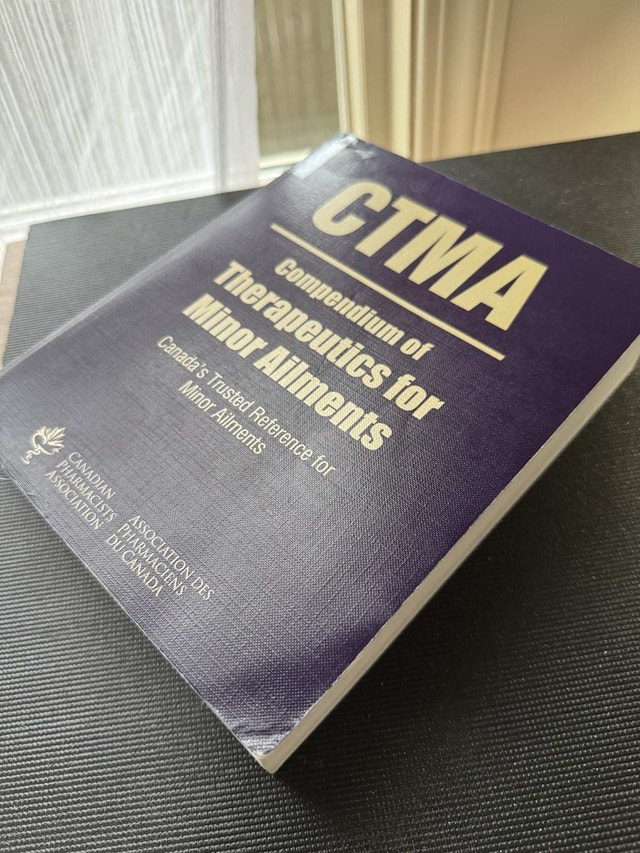 CTMA
Compendium of
Therapeutics for
Minor Ailments
Canada's Trusted Reference for
Minor Ailments
CANADIAN
PHARMACISTS
ASSOCIATION
ASSOCIATION DES
PHARMACIENS
DU CANADA